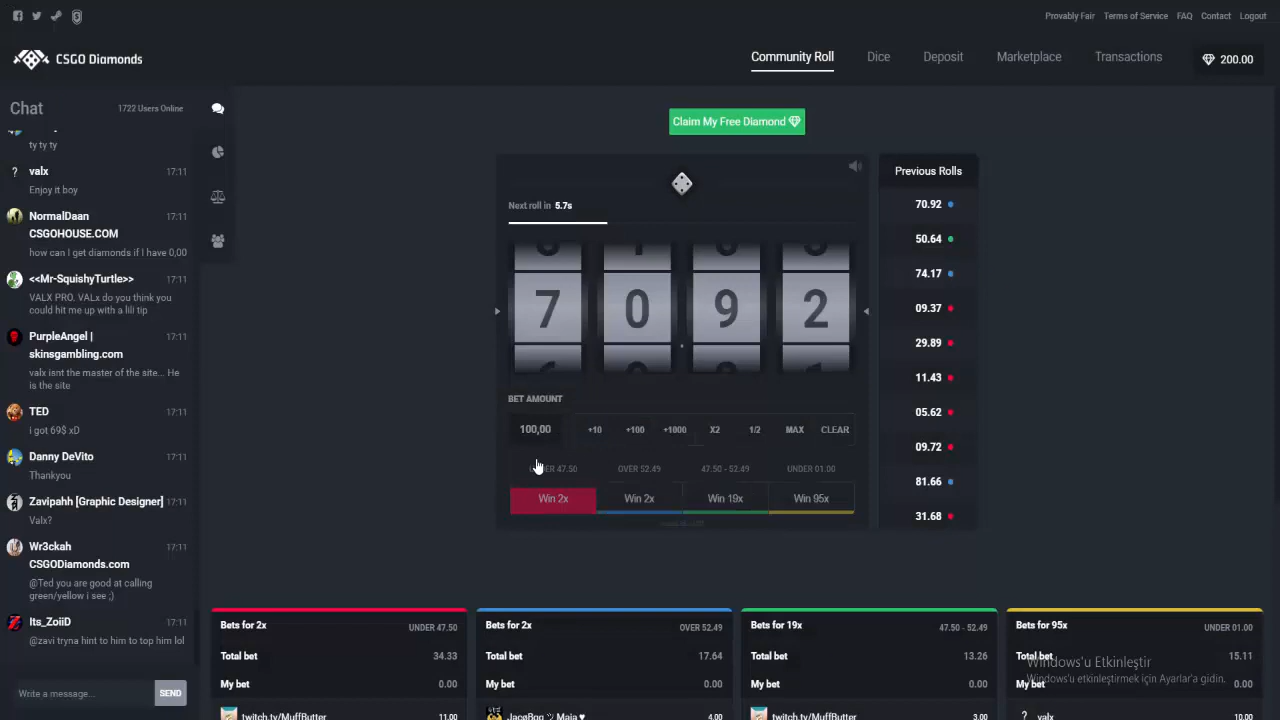 Provably Fair Terms of Service FAQ Contact Logout
CSGO Diamonds
Community Roll Dice Deposit Marketplace Transactions 200.00
Chat 1722 Users Online
ty ty ty
? valx 17:11
Enjoy it boy
NormalDaan 17:11
CSGOHOUSE.COM
how can I get diamonds if I have 0,00
<<Mr-SquishyTurtle>> 17:11
VALX PRO. VALx do you think you
could hit me up with a lili tip
PurpleAngel | 17:11
skinsgambling.com
valx isnt the master of the site... He
is the site
TED 17:11
i got 69$ xD
Danny DeVito 17:11
Thankyou
Zavipahh [Graphic Designer] 17:11
Valx?
Wr3ckah 17:11
CSGODiamonds.com
@Ted you are good at calling
green/yellow i see ;)
Its_ZoiiD 17:11
@zavi tryna hint to him to top him lol
Write a message... SEND
Claim My Free Diamond
Next roll in 5.7s
7 0 9 2
BET AMOUNT
100,00 +10 +100 +1000 X2 1/2 MAX CLEAR
47.50 OVER 52.49 47.50 - 52.49 UNDER 01.00
Win 2x Win 2x Win 19x Win 95x
Previous Rolls
70.92
50.64
74.17
09.37
29.89
11.43
05.62
09.72
81.66
31.68
Bets for 2x UNDER 47.50
Total bet 34.33
My bet 0.00
twitch.tv/MuffButter 11.00
Bets for 2x OVER 52.49
Total bet 17.64
My bet 0.00
JacøBog ツ Maja ♥ 4.00
Bets for 19x 47.50 - 52.49
Total bet 13.26
My bet 0.00
twitch.tv/MuffButter 3.00
Bets for 95x UNDER 01.00
Total bet 15.11
My bet 0.00
? valx 10.00
Windows'u Etkinleştir
Windows'u etkinleştirmek için Ayarlar'a gidin.